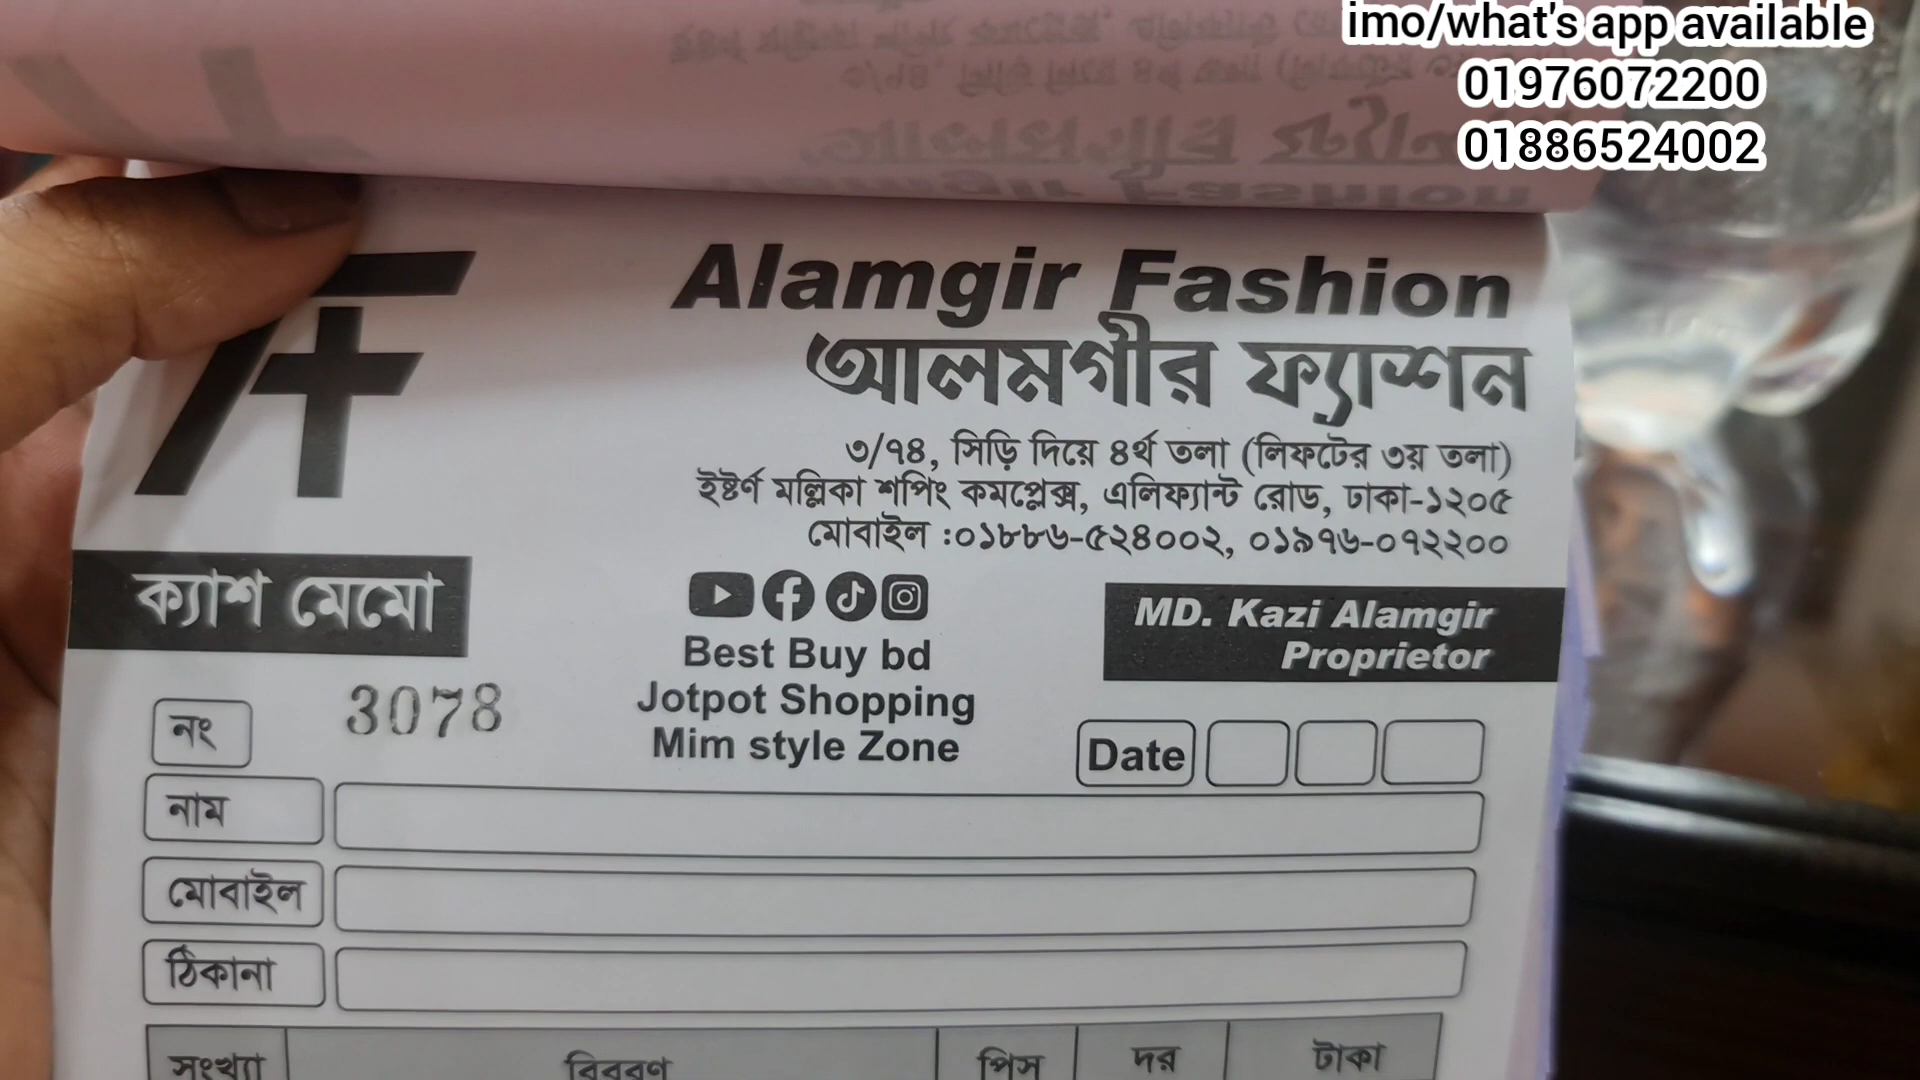 imo/what's app available
01976072200
01886524002
Alamgir Fashion
আলমগীর ফ্যাশন
৩/৭৪, সিড়ি দিয়ে ৪র্থ তলা (লিফটের ৩য় তলা)
ইষ্টর্ণ মল্লিকা শপিং কমপ্লেক্স, এলিফ্যান্ট রোড, ঢাকা-১২০৫
মোবাইল :০১৮৮৬-৫২৪০০২, ০১৯৭৬-০৭২২০০
ক্যাশ মেমো
Best Buy bd
Jotpot Shopping
Mim style Zone
MD. Kazi Alamgir
Proprietor
নং 3078
Date
নাম
মোবাইল
ঠিকানা
সংখ্যা বিবরণ পিস দর টাকা